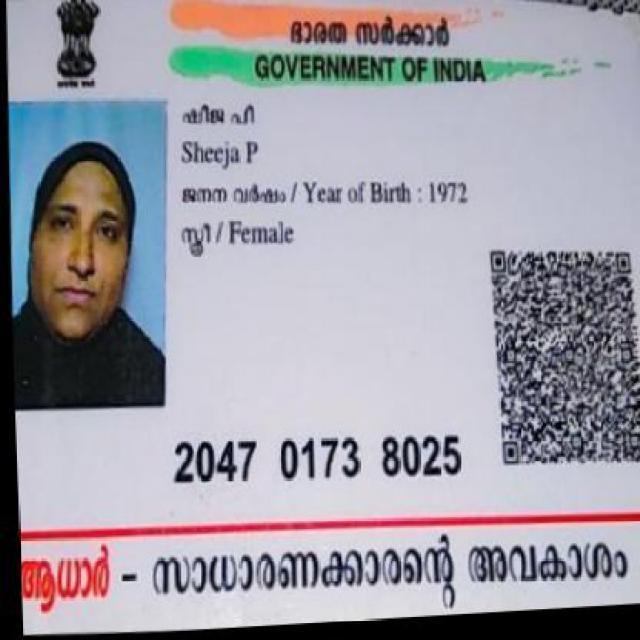 ഭാരത സർക്കാർ
GOVERNMENT OF INDIA
ഷീജ പി
Sheeja P
ജനന വർഷം / Year of Birth : 1972
സ്ത്രീ / Female
2047 0173 8025
ആധാർ - സാധാരണക്കാരന്റെ അവകാശം